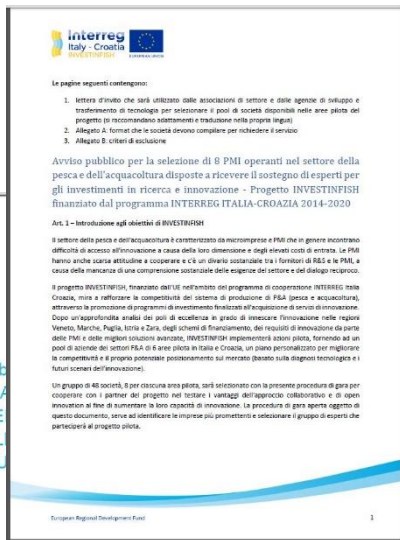 Interreg
Italy - Croatia
INVESTINFISH
EUROPEAN UNION
Le pagine seguenti contengono:
1. lettera d'invito che sarà utilizzato dalle associazioni di settore e dalle agenzie di sviluppo e
trasferimento di tecnologia per selezionare il pool di società disponibili nelle aree pilota del
progetto (si raccomandano adattamenti e traduzione nella propria lingua)
2. Allegato A: format che le società devono compilare per richiedere il servizio
3. Allegato B: criteri di esclusione
Avviso pubblico per la selezione di 8 PMI operanti nel settore della
pesca e dell'acquacoltura disposte a ricevere il sostegno di esperti per
gli investimenti in ricerca e innovazione - Progetto INVESTINFISH
finanziato dal programma INTERREG ITALIA-CROAZIA 2014-2020
Art. 1 – Introduzione agli obiettivi di INVESTINFISH
Il settore della pesca e dell'acquacoltura è caratterizzato da microimprese e PMI che in genere incontrano
difficoltà di accesso all'innovazione a causa della loro dimensione e degli elevati costi di entrata. Le PMI
hanno anche scarsa attitudine a cooperare e c'è un divario sostanziale tra i fornitori di R&S e le PMI, a
causa della mancanza di una comprensione sostanziale delle esigenze del settore e del dialogo reciproco.
Il progetto INVESTINFISH, finanziato dall'UE nell'ambito del programma di cooperazione INTERREG Italia
Croazia, mira a rafforzare la competitività del sistema di produzione di P&A (pesca e acquacoltura),
attraverso la promozione di programmi di investimento finalizzati all'acquisizione di servizi di innovazione.
Dopo un'approfondita analisi dei poli di eccellenza in grado di innescare l'innovazione nelle regioni
Veneto, Marche, Puglia, Istria e Zara, degli schemi di finanziamento, dei requisiti di innovazione da parte
delle PMI e delle migliori soluzioni avanzate, INVESTINFISH implementerà azioni pilota, fornendo ad un
pool di aziende dei settori F&A di 6 aree pilota in Italia e Croazia, un piano personalizzato per migliorare
la competitività e il proprio potenziale posizionamento sul mercato (basato sulla diagnosi tecnologica e i
futuri scenari dell'innovazione).
Un gruppo di 48 società, 8 per ciascuna area pilota, sarà selezionato con la presente procedura di gara per
cooperare con i partner del progetto nel testare i vantaggi dell'approccio collaborativo e di open
innovation al fine di aumentare la loro capacità di innovazione. La procedura di gara aperta oggetto di
questo documento, serve ad identificare le imprese più promettenti e selezionare il gruppo di esperti che
parteciperà al progetto pilota.
European Regional Development Fund
1